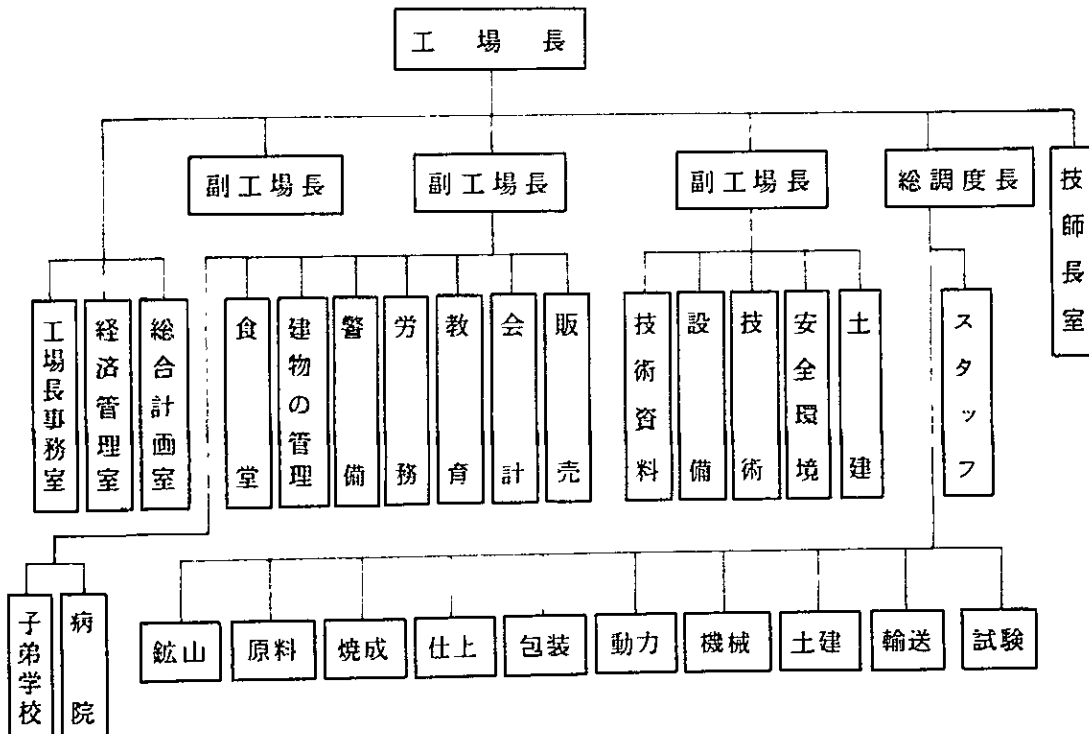 工場長
副工場長
副工場長
副工場長
総調度長
技師長室
工場長事務室
経済管理室
総合計画室
食堂
建物の管理
警備
労務
教育
会計
販売
技術資料
設備
技術
安全環境
土建
スタッフ
子弟学校
病院
鉱山
原料
焼成
仕上
包装
動力
機械
土建
輸送
試験